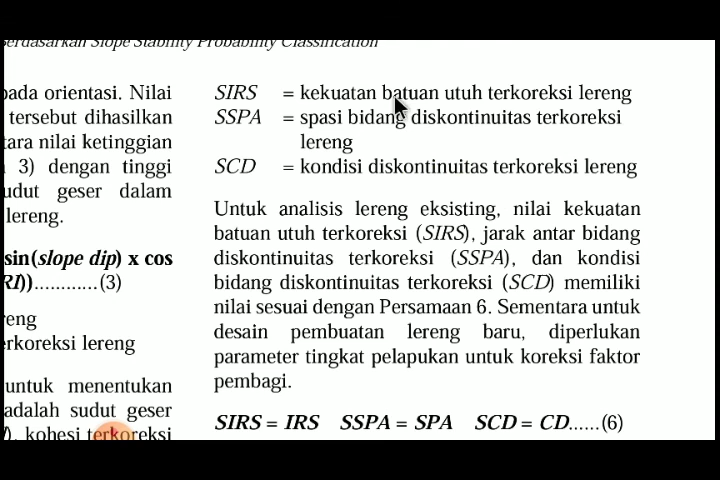 Berdasarkan Slope Stability Probability Classification
pada orientasi. Nilai
tersebut dihasilkan
tara nilai ketinggian
3) dengan tinggi
udut geser dalam
lereng.
sin(slope dip) x cos
RI))............(3)
reng
erkoreksi lereng
untuk menentukan
adalah sudut geser
kohesi terkoreksi
SIRS = kekuatan batuan utuh terkoreksi lereng
SSPA = spasi bidang diskontinuitas terkoreksi
lereng
SCD = kondisi diskontinuitas terkoreksi lereng
Untuk analisis lereng eksisting, nilai kekuatan
batuan utuh terkoreksi (SIRS), jarak antar bidang
diskontinuitas terkoreksi (SSPA), dan kondisi
bidang diskontinuitas terkoreksi (SCD) memiliki
nilai sesuai dengan Persamaan 6. Sementara untuk
desain pembuatan lereng baru, diperlukan
parameter tingkat pelapukan untuk koreksi faktor
pembagi.
SIRS = IRS SSPA = SPA SCD = CD......(6)